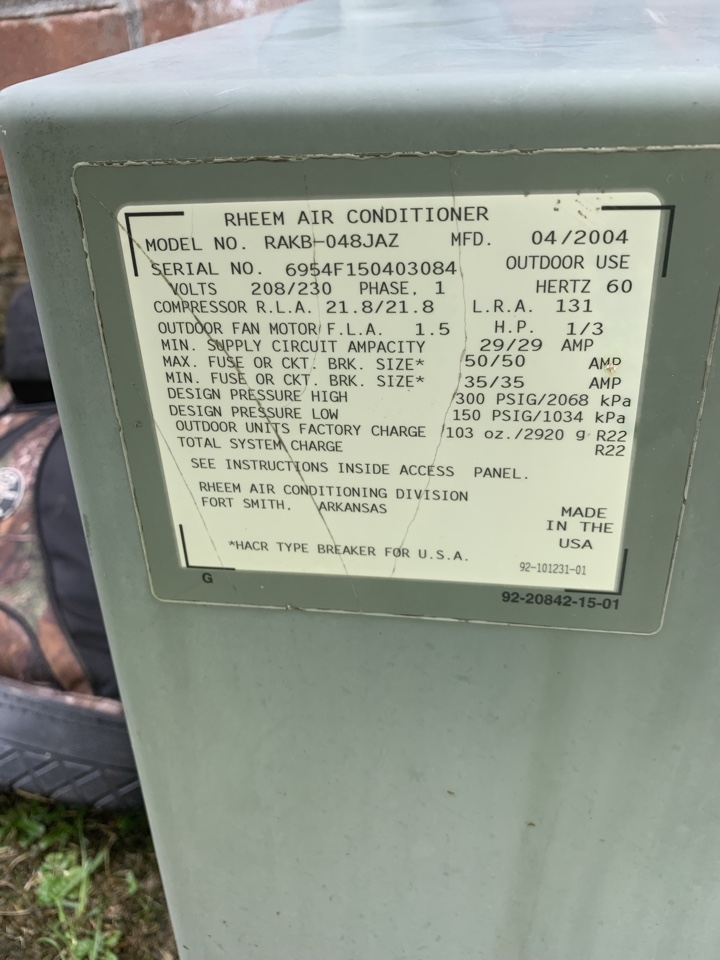 RHEEM AIR CONDITIONER
MODEL NO. RAKB-048JAZ MFD. 04/2004
SERIAL NO. 6954F150403084 OUTDOOR USE
VOLTS 208/230 PHASE, 1 HERTZ 60
COMPRESSOR R.L.A. 21.8/21.8 L.R.A. 131
OUTDOOR FAN MOTOR F.L.A. 1.5 H.P. 1/3
MIN. SUPPLY CIRCUIT AMPACITY 29/29 AMP
MAX. FUSE OR CKT. BRK. SIZE* 50/50 AMP
MIN. FUSE OR CKT. BRK. SIZE* 35/35 AMP
DESIGN PRESSURE HIGH 300 PSIG/2068 kPa
DESIGN PRESSURE LOW 150 PSIG/1034 kPa
OUTDOOR UNITS FACTORY CHARGE 103 oz./2920 g R22
TOTAL SYSTEM CHARGE R22
SEE INSTRUCTIONS INSIDE ACCESS PANEL.
RHEEM AIR CONDITIONING DIVISION
FORT SMITH, ARKANSAS
MADE
IN THE
USA
*HACR TYPE BREAKER FOR U.S.A.
92-101231-01
G
92-20842-15-01